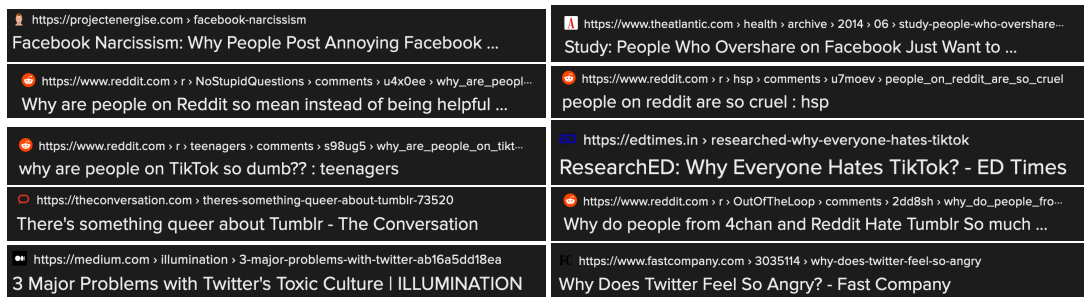 https://projectenergise.com › facebook-narcissism
Facebook Narcissism: Why People Post Annoying Facebook ...
https://www.theatlantic.com › health › archive › 2014 › 06 › study-people-who-overshare···
Study: People Who Overshare on Facebook Just Want to ...
https://www.reddit.com › r › NoStupidQuestions › comments › u4x0ee › why_are_peopl···
Why are people on Reddit so mean instead of being helpful ...
https://www.reddit.com › r › hsp › comments › u7moev › people_on_reddit_are_so_cruel
people on reddit are so cruel : hsp
https://www.reddit.com › r › teenagers › comments › s98ug5 › why_are_people_on_tikt···
why are people on TikTok so dumb?? : teenagers
https://edtimes.in › researched-why-everyone-hates-tiktok
ResearchED: Why Everyone Hates TikTok? - ED Times
https://theconversation.com › theres-something-queer-about-tumblr-73520
There's something queer about Tumblr - The Conversation
https://www.reddit.com › r › OutOfTheLoop › comments › 2dd8sh › why_do_people_fro···
Why do people from 4chan and Reddit Hate Tumblr So much ...
https://medium.com › illumination › 3-major-problems-with-twitter-ab16a5dd18ea
3 Major Problems with Twitter's Toxic Culture | ILLUMINATION
https://www.fastcompany.com › 3035114 › why-does-twitter-feel-so-angry
Why Does Twitter Feel So Angry? - Fast Company